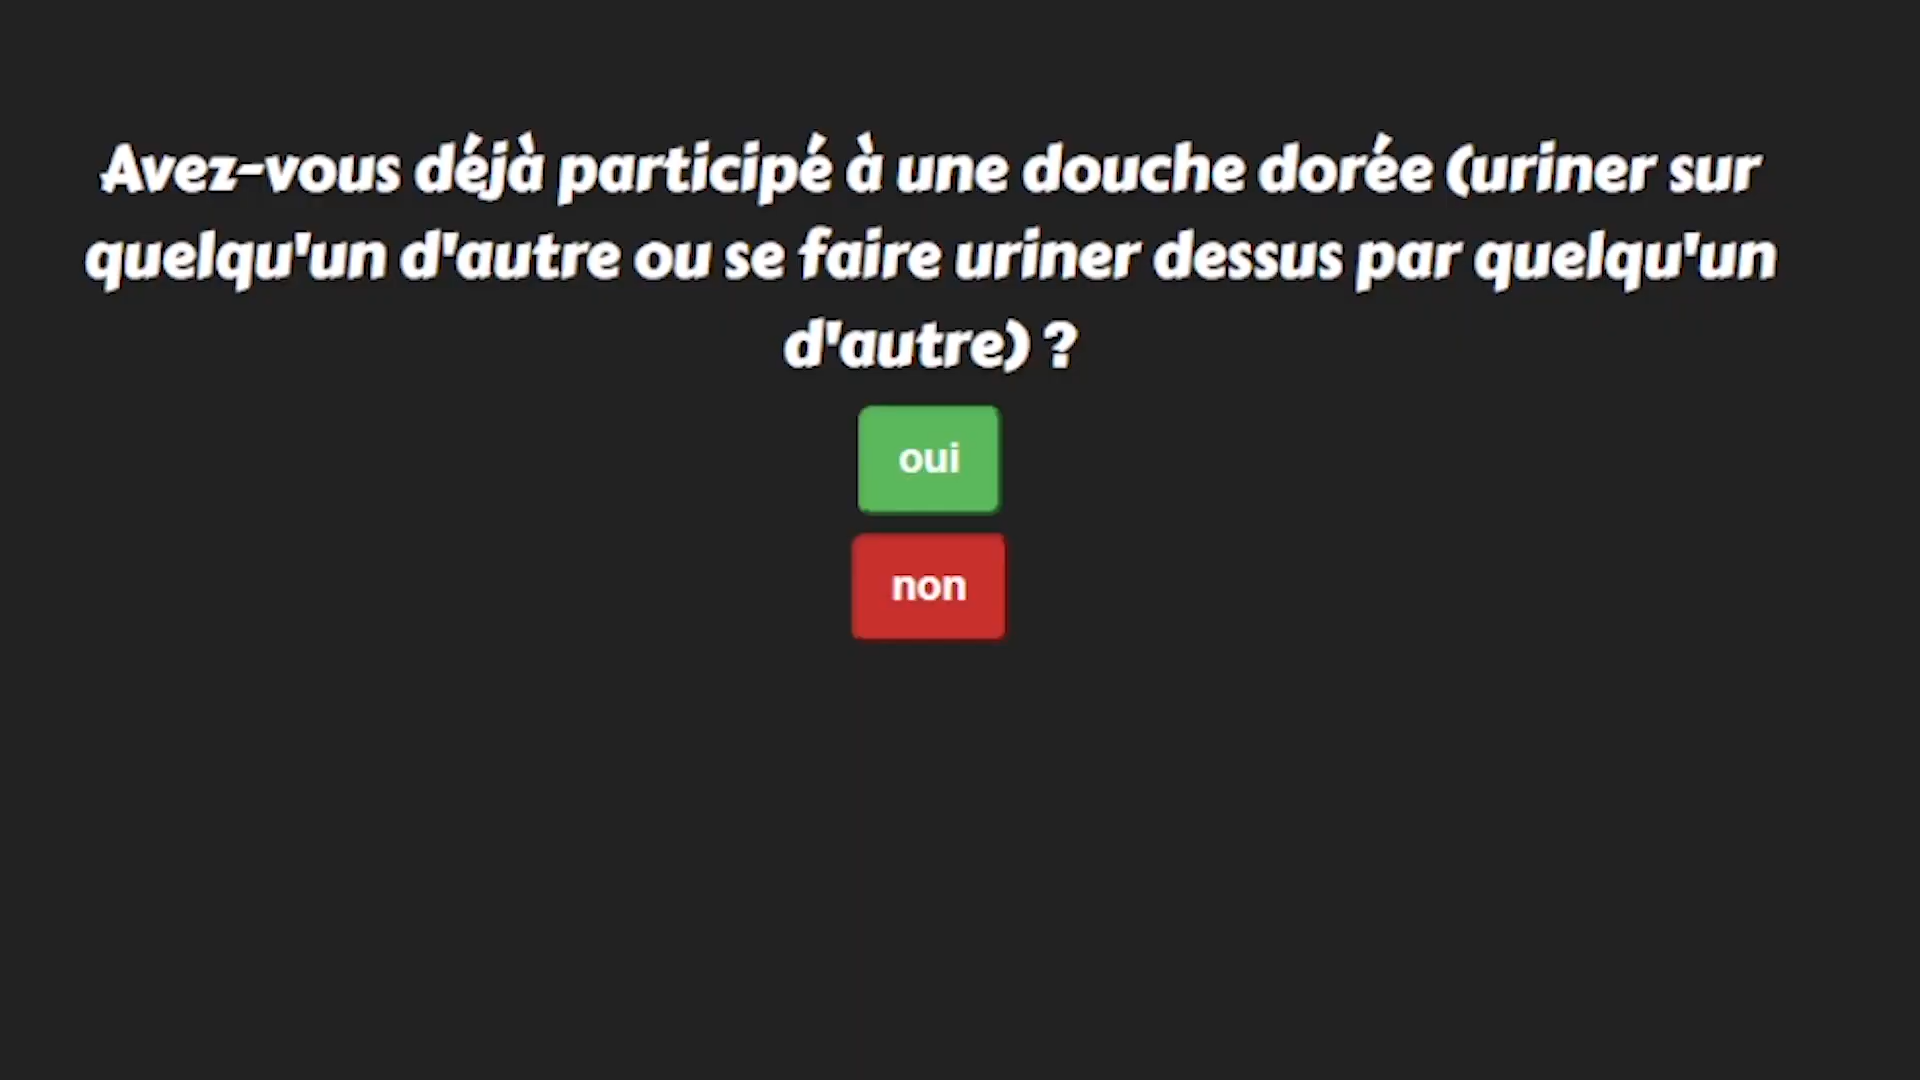 Avez-vous déjà participé à une douche dorée (uriner sur
quelqu'un d'autre ou se faire uriner dessus par quelqu'un
d'autre) ?
oui
non